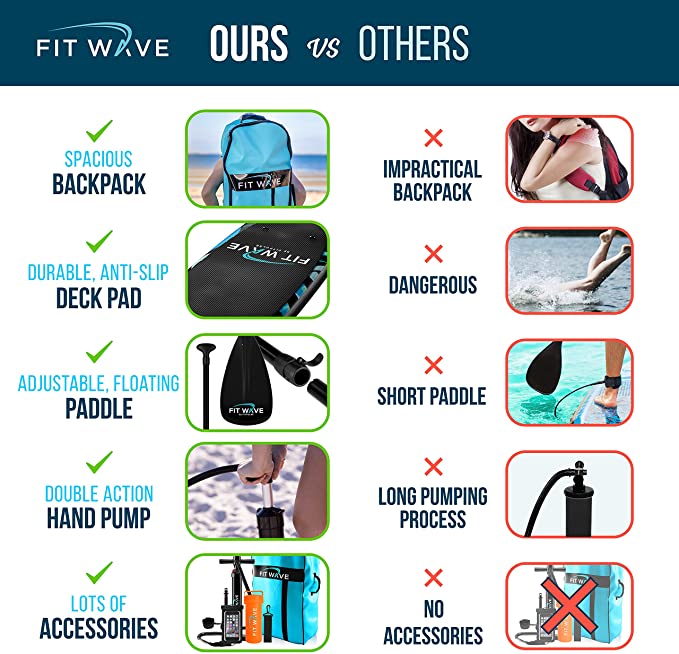 FIT WAVE OURS vs OTHERS
SPACIOUS
BACKPACK
FIT WAVE
IMPRACTICAL
BACKPACK
DURABLE, ANTI-SLIP
DECK PAD
FIT WAVE
DANGEROUS
ADJUSTABLE, FLOATING
PADDLE
FIT WAVE
SHORT PADDLE
DOUBLE ACTION
HAND PUMP
LONG PUMPING
PROCESS
LOTS OF
ACCESSORIES
FIT WAVE
FIT WAVE
NO
ACCESSORIES